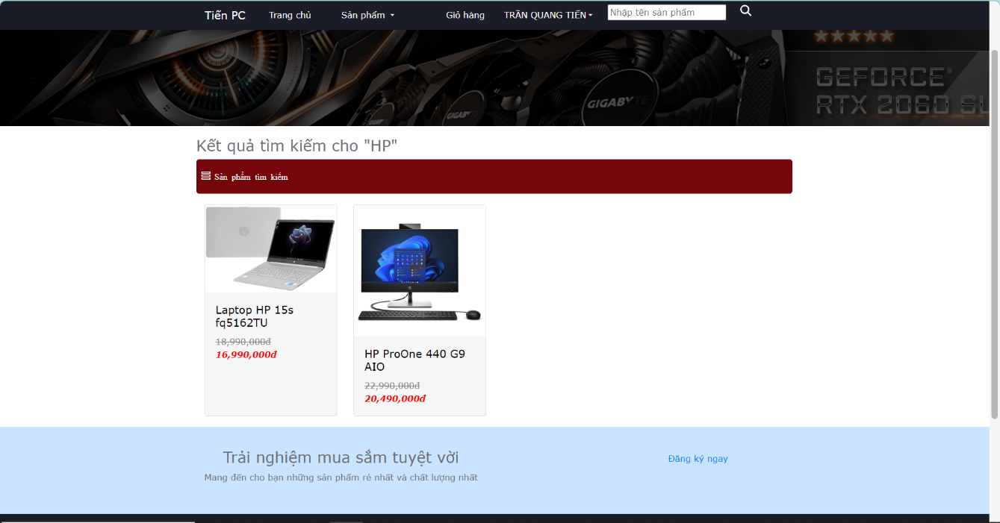 Tiến PC Trang chủ Sản phẩm Giỏ hàng TRẦN QUANG TIẾN Nhập tên sản phẩm
GEFORCE
RTX 2060 SU
GIGABYTE
GIGABYTE
Kết quả tìm kiếm cho "HP"
Sản phẩm tìm kiếm
Laptop HP 15s
fq5162TU
18,990,000đ
16,990,000đ
HP ProOne 440 G9
AIO
22,990,000đ
20,490,000đ
Trải nghiệm mua sắm tuyệt vời
Đăng ký ngay
Mang đến cho bạn những sản phẩm rẻ nhất và chất lượng nhất